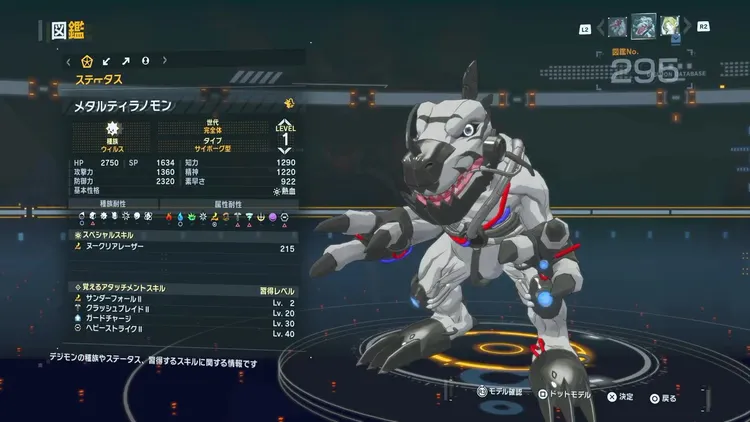 図鑑
L2
R2
図鑑No.
295
ステータス
メタルティラノモン
種族
ウィルス
世代
完全体
タイプ
サイボーグ型
LEVEL
1
HP 2750 SP 1634 知力 1290
攻撃力 1360 精神 1220
防御力 2320 素早さ 922
基本性格 熱血
種族耐性 属性耐性
スペシャルスキル
ヌークリアレーザー 215
覚えるアタッチメントスキル 習得レベル
サンダーフォールⅡ Lv. 2
クラッシュブレイドⅡ Lv. 20
ガードチャージ Lv. 30
ヘビーストライクⅡ Lv. 40
デジモンの種族やステータス、習得するスキルに関する情報です
モデル確認 ドットモデル 決定 戻る